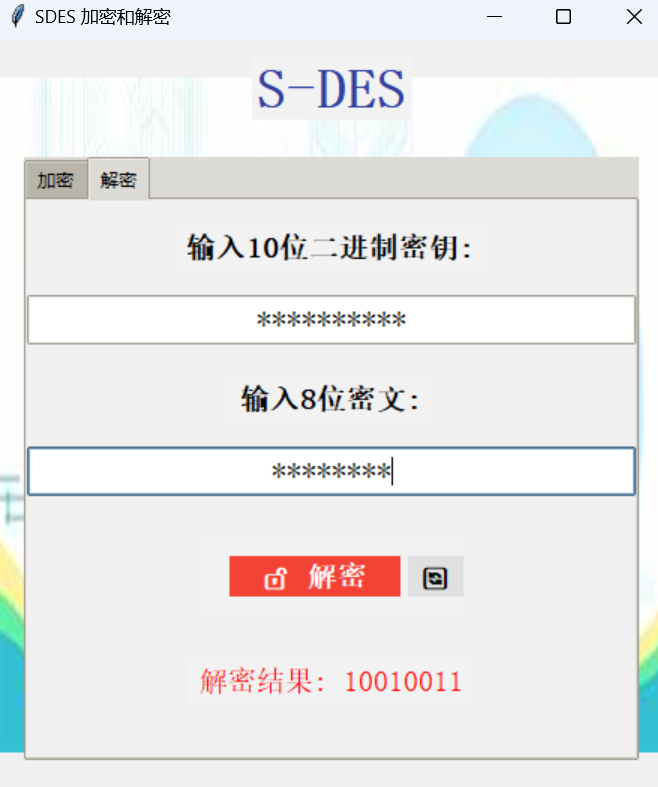 SDES 加密和解密
S-DES
加密 解密
输入10位二进制密钥:
**********
输入8位密文:
********
解密
解密结果: 10010011